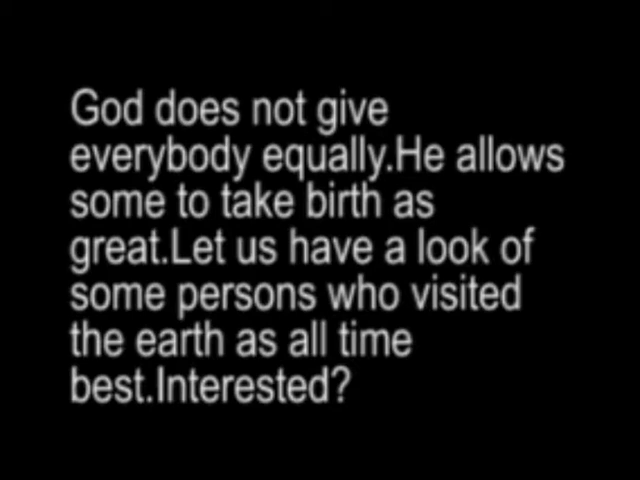 God does not give
everybody equally.He allows
some to take birth as
great.Let us have a look of
some persons who visited
the earth as all time
best.Interested?